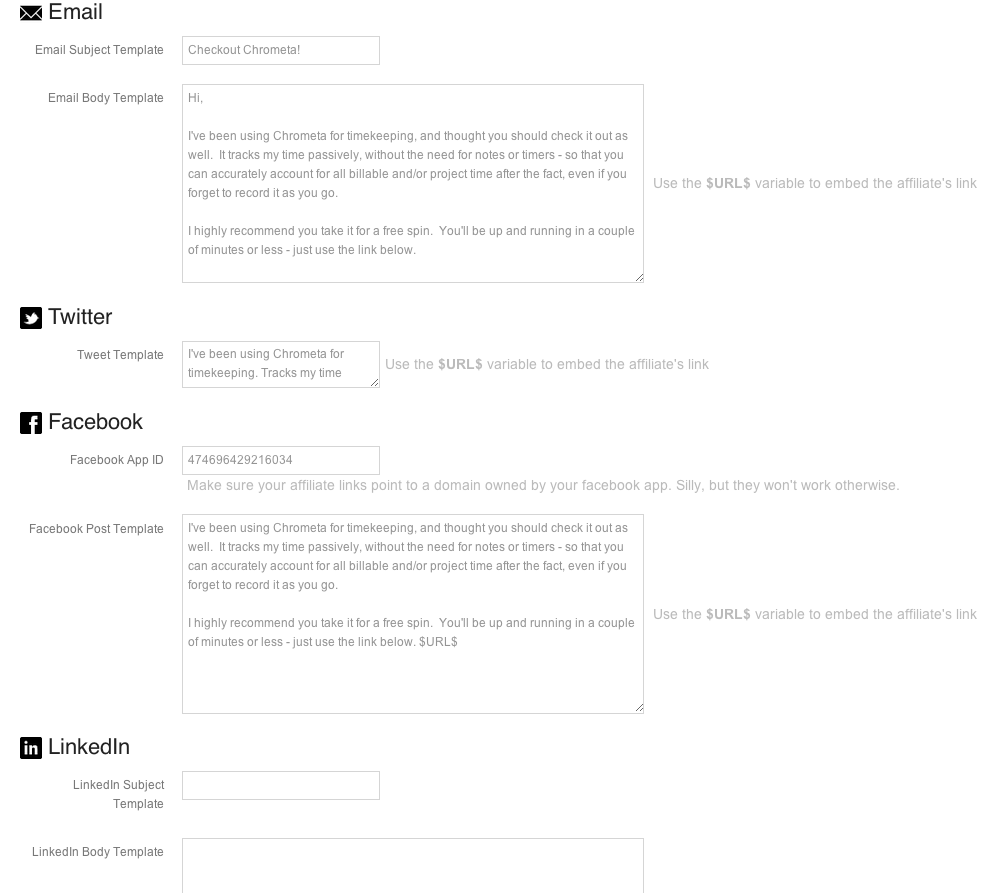 Email
Email Subject Template
Checkout Chrometa!
Email Body Template
Hi,
I've been using Chrometa for timekeeping, and thought you should check it out as
well.  It tracks my time passively, without the need for notes or timers - so that you
can accurately account for all billable and/or project time after the fact, even if you
forget to record it as you go.
I highly recommend you take it for a free spin.  You'll be up and running in a couple
of minutes or less - just use the link below.
Use the $URL$ variable to embed the affiliate's link
Twitter
Tweet Template
I've been using Chrometa for
timekeeping. Tracks my time
Use the $URL$ variable to embed the affiliate's link
Facebook
Facebook App ID
474696429216034
Make sure your affiliate links point to a domain owned by your facebook app. Silly, but they won't work otherwise.
Facebook Post Template
I've been using Chrometa for timekeeping, and thought you should check it out as
well.  It tracks my time passively, without the need for notes or timers - so that you
can accurately account for all billable and/or project time after the fact, even if you
forget to record it as you go.
I highly recommend you take it for a free spin.  You'll be up and running in a couple
of minutes or less - just use the link below. $URL$
Use the $URL$ variable to embed the affiliate's link
in LinkedIn
LinkedIn Subject
Template
LinkedIn Body Template